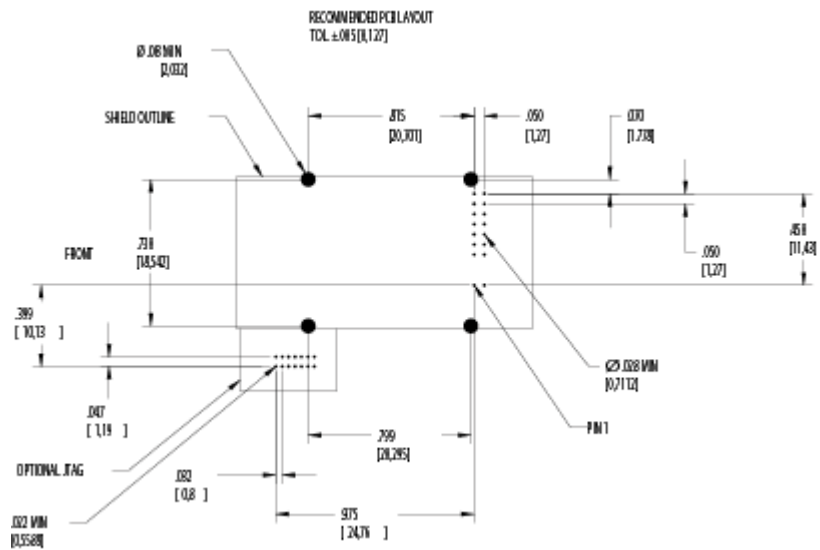 RECOMMENDED PCB LAYOUT
TOL. ±.005 [0,127]
Ø .08 MIN
[2,032]
SHIELD OUTLINE
.815
[20,701]
.050
[1,27]
.070
[1.778]
.738
[18,542]
FRONT
.050
[1,27]
[11,43]
.399
[ 10,13 ]
Ø .028 MIN
[0,7112]
.047
[ 1,19 ]
PIN 1
.799
[20,295]
OPTIONAL JTAG
.032
[ 0,8 ]
.975
[ 24,76 ]
.022 MIN
[0,5588]